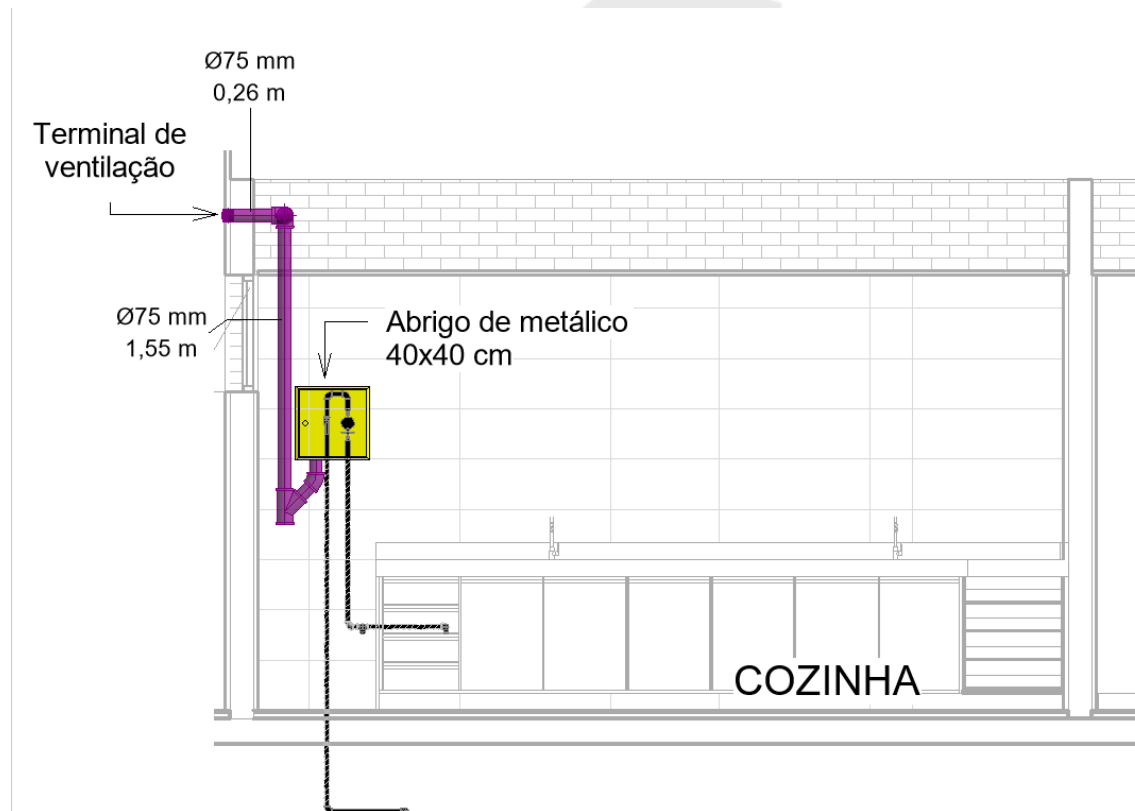 Ø75 mm
0,26 m
Terminal de
ventilação
Ø75 mm
1,55 m
Abrigo de metálico
40x40 cm
COZINHA